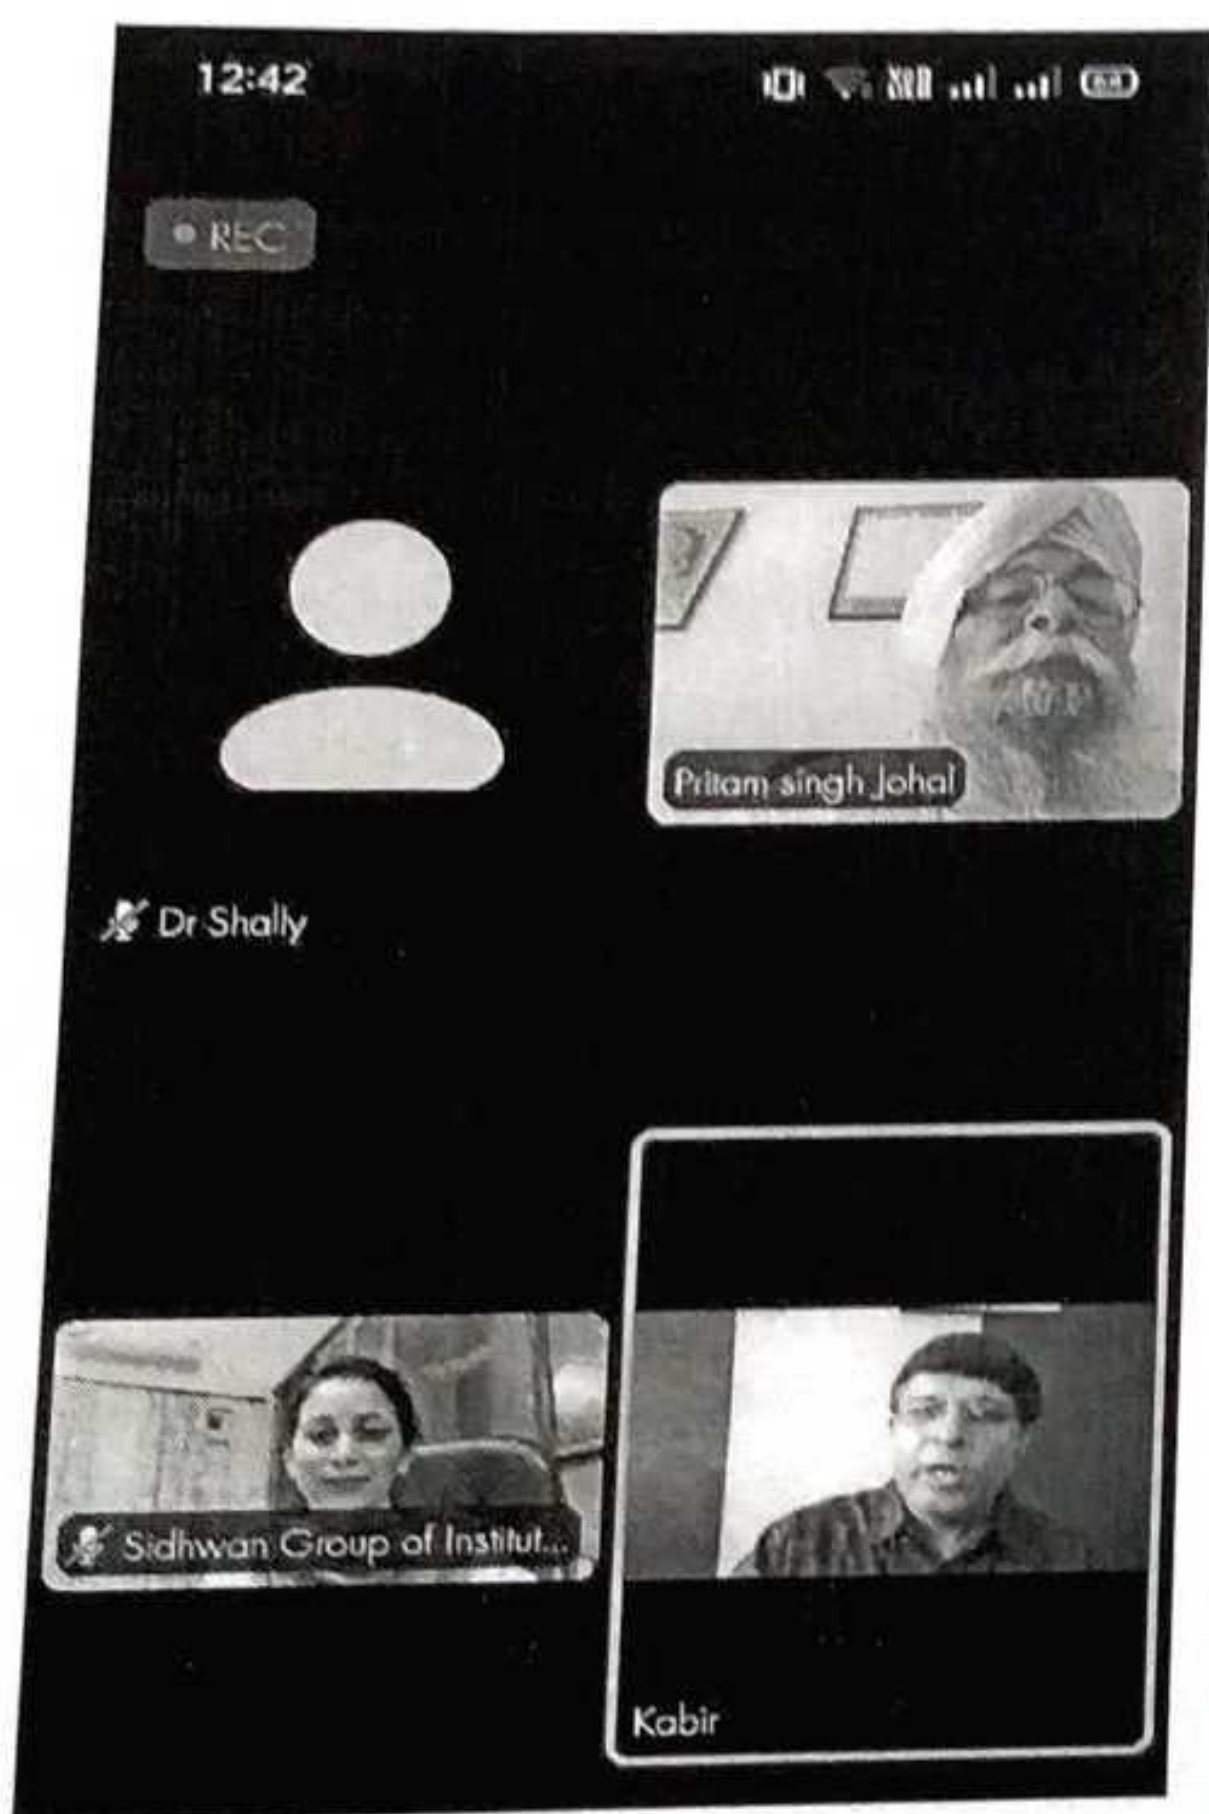 12:42
REC
Pritam singh Johal
Dr Shally
Sidhwan Group of Institut...
Kabir